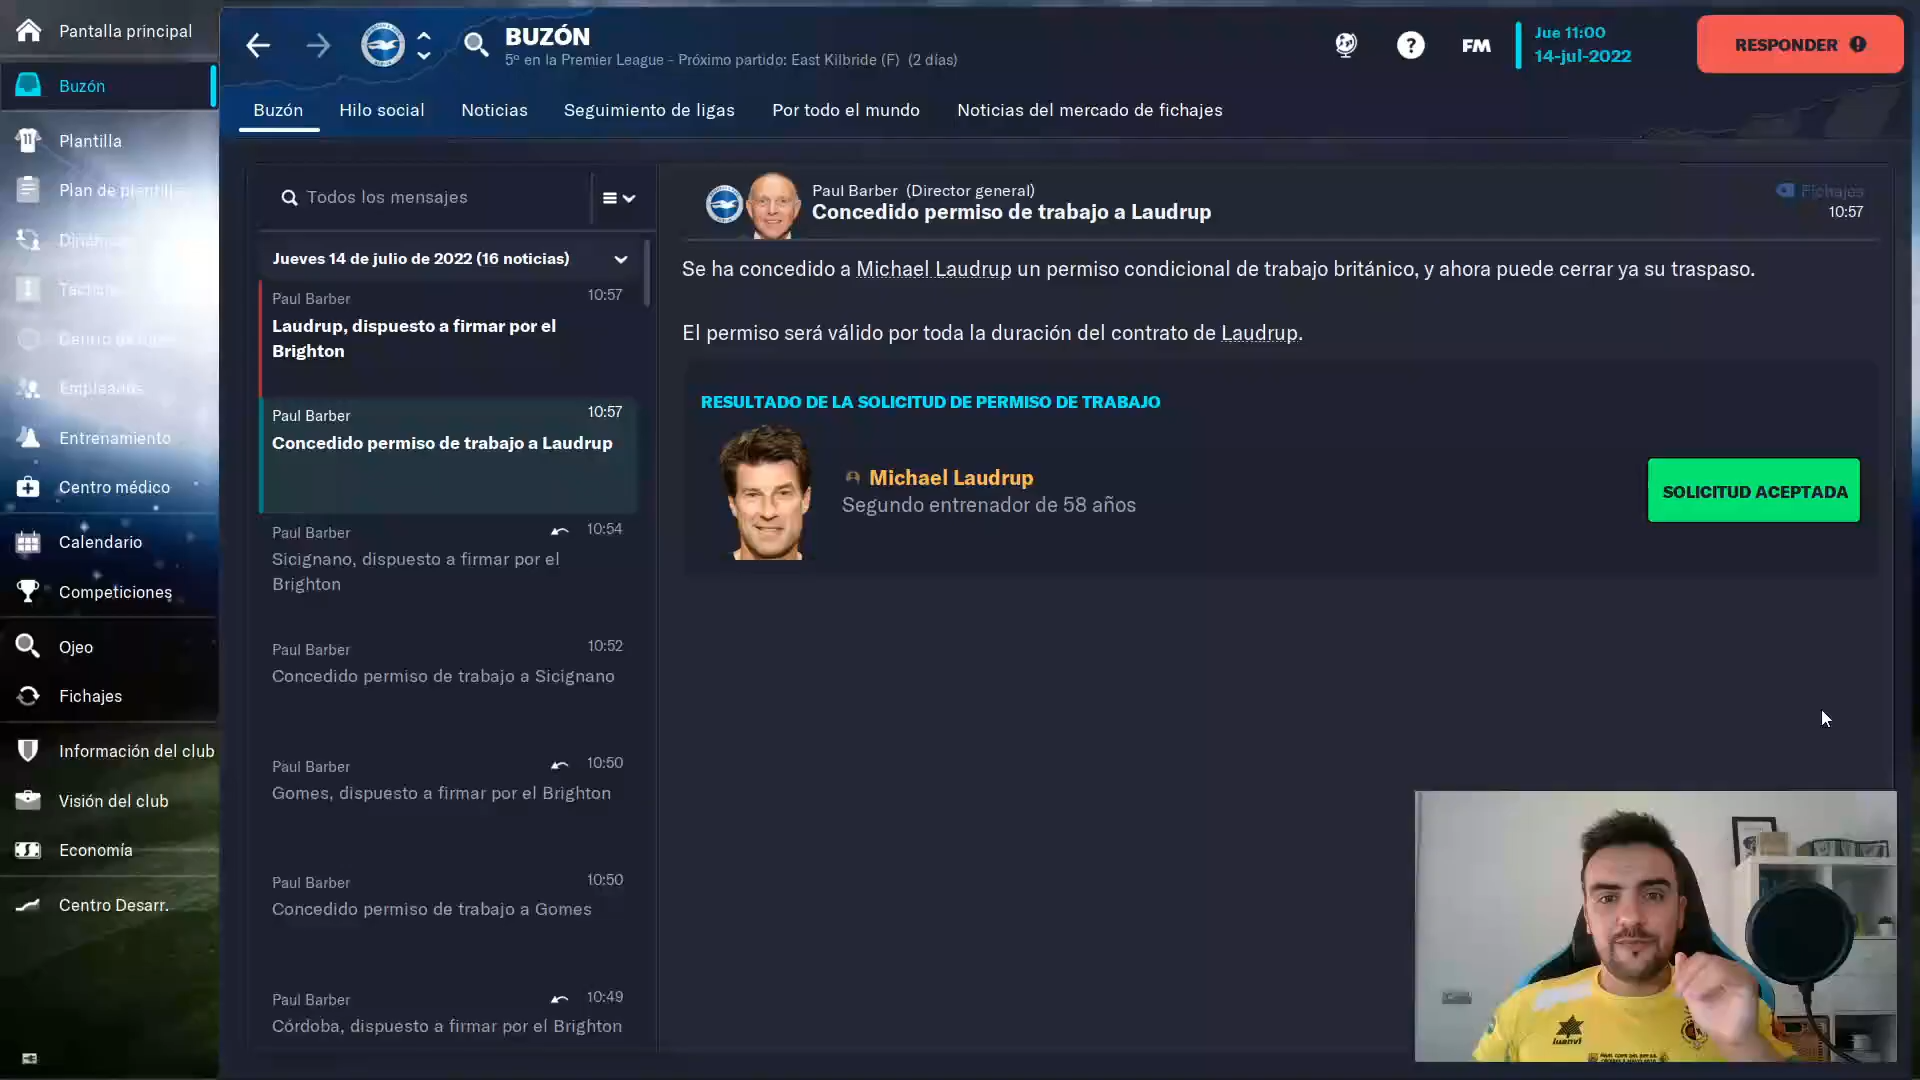 Pantalla principal
Buzón
Plantilla
Plan de plantilla
Dinámica
Entrenamiento
Centro médico
Calendario
Competiciones
Ojeo
Fichajes
Información del club
Visión del club
Economía
Centro Desarr.
BUZÓN
5º en la Premier League - Próximo partido: East Kilbride (F) (2 días)
FM
Jue 11:00
14-jul-2022
RESPONDER
Buzón
Hilo social
Noticias
Seguimiento de ligas
Por todo el mundo
Noticias del mercado de fichajes
Todos los mensajes
Jueves 14 de julio de 2022 (16 noticias)
Paul Barber 10:57
Laudrup, dispuesto a firmar por el
Brighton
Paul Barber 10:57
Concedido permiso de trabajo a Laudrup
Paul Barber 10:54
Sicignano, dispuesto a firmar por el
Brighton
Paul Barber 10:52
Concedido permiso de trabajo a Sicignano
Paul Barber 10:50
Gomes, dispuesto a firmar por el Brighton
Paul Barber 10:50
Concedido permiso de trabajo a Gomes
Paul Barber 10:49
Córdoba, dispuesto a firmar por el Brighton
Paul Barber (Director general)
Concedido permiso de trabajo a Laudrup
Fichajes
10:57
Se ha concedido a Michael Laudrup un permiso condicional de trabajo británico, y ahora puede cerrar ya su traspaso.
El permiso será válido por toda la duración del contrato de Laudrup.
RESULTADO DE LA SOLICITUD DE PERMISO DE TRABAJO
Michael Laudrup
Segundo entrenador de 58 años
SOLICITUD ACEPTADA
luanvi